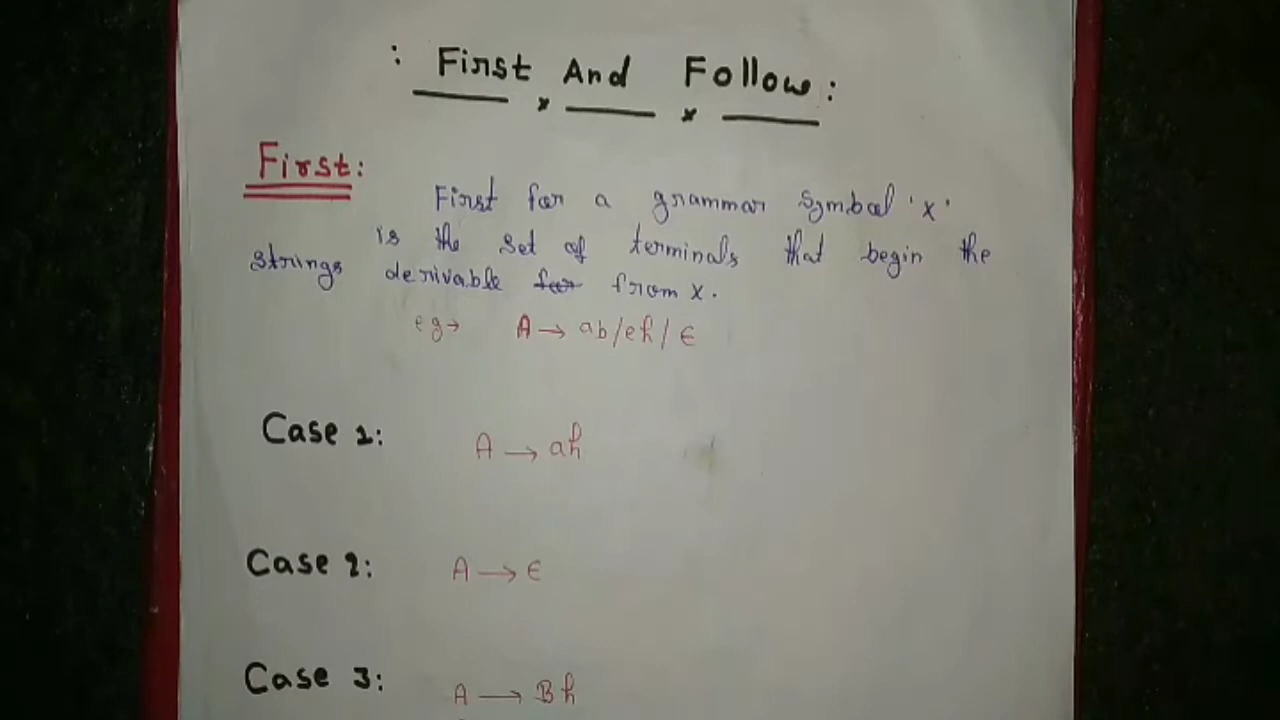 : First And Follow :
First:
First for a grammar symbol 'x'
is the set of terminals that begin the
strings derivable for from x.
eg→ A → ab/eh/ ϵ
Case 1: A → ah
Case 2: A → ϵ
Case 3: A → Bh